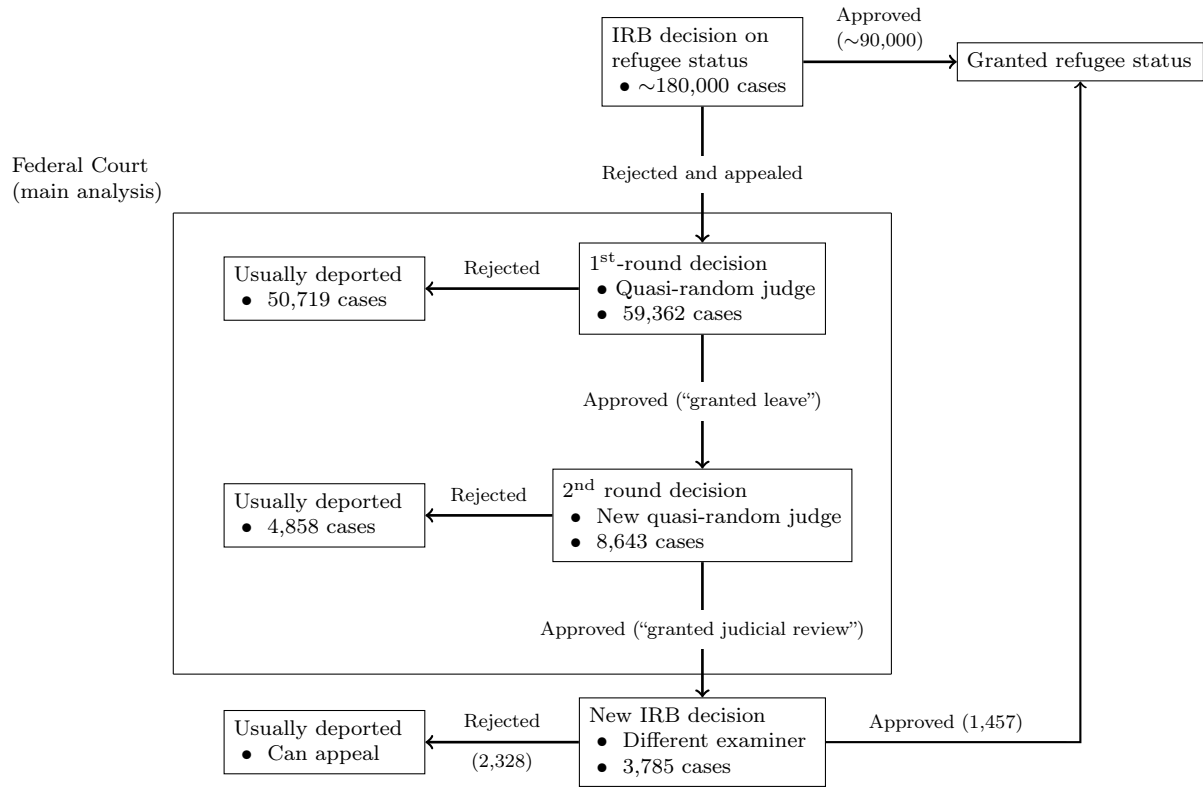 Approved
(~90,000)
IRB decision on
refugee status
• ~180,000 cases
Granted refugee status
Rejected and appealed
Federal Court
(main analysis)
Usually deported
• 50,719 cases
Rejected
1st-round decision
• Quasi-random judge
• 59,362 cases
Approved (“granted leave”)
Usually deported
• 4,858 cases
Rejected
2nd round decision
• New quasi-random judge
• 8,643 cases
Approved (“granted judicial review”)
Usually deported
• Can appeal
Rejected
(2,328)
New IRB decision
• Different examiner
• 3,785 cases
Approved (1,457)